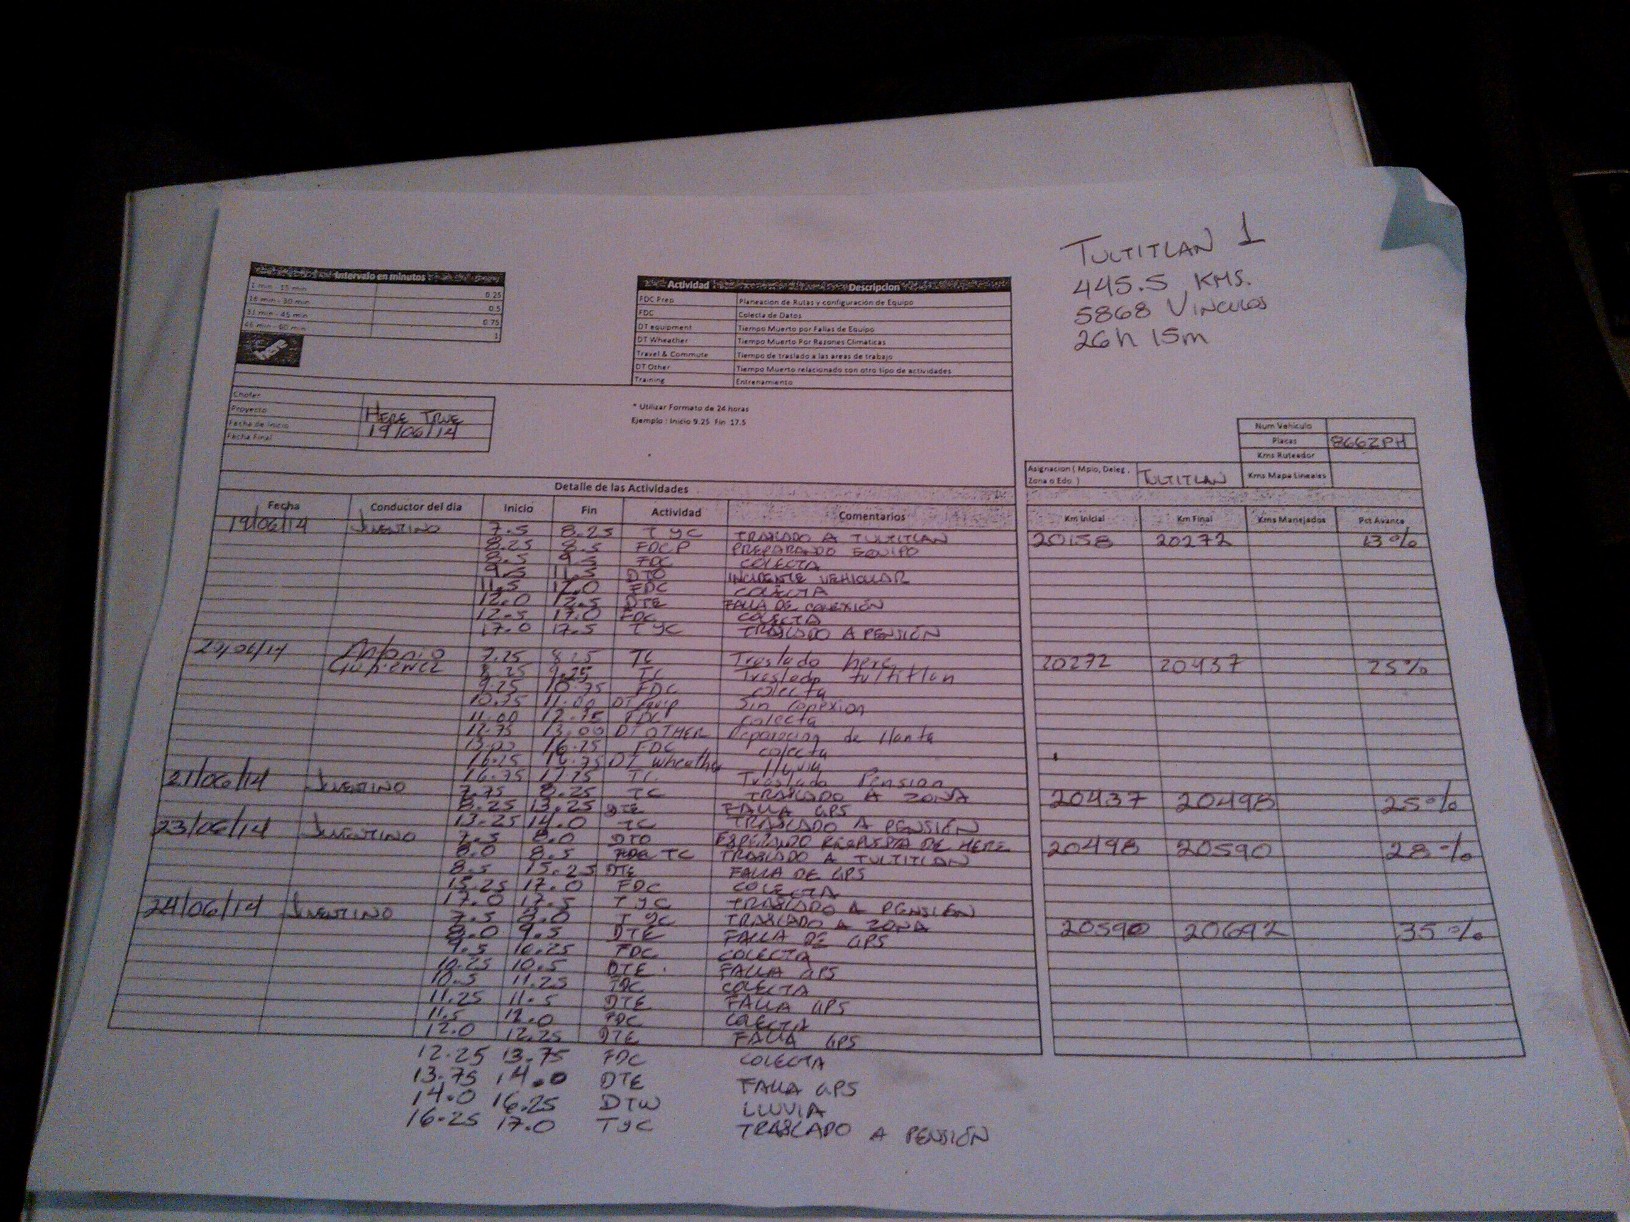 TULTITLAN 1
445.5 KMS.
5868 VINCULOS
26h 15m
Intervalo en minutos
1 min - 15 min 0.25
16 min - 30 min 0.5
31 min - 45 min 0.75
46 min - 60 min 1
Actividad Descripcion
FDC Prep Planeacion de Rutas y configuración de Equipo
FDC Colecta de Datos
DT equipment Tiempo Muerto por Fallas de Equipo
DT Wheather Tiempo Muerto Por Razones Climaticas
Travel & Commute Tiempo de traslado a las areas de trabajo
DT Other Tiempo Muerto relacionado con otro tipo de actividades
Training Entrenamiento
* Utilizar Formato de 24 horas
Ejemplo : Inicio 9.25 Fin 17.5
Chofer
Proyecto HERE TRUE
Fecha de Inicio 19/06/14
Fecha Final
Num Vehiculo
Placas 866ZPH
Kms Ruteador
Asignacion ( Mpio, Deleg , Zona o Edo ) TULTITLAN Kms Mapa Lineales
Detalle de las Actividades
Fecha Conductor del dia Inicio Fin Actividad Comentarios Km Inicial Km Final Kms Manejados Pct Avance
19/06/14 JUVENTINO 7.5 8.25 T y C TRASLADO A TULTITLAN 20158 20272 13%
8.25 8.5 FDCP PREPARANDO EQUIPO
8.5 9.5 FDC COLECTA
9.5 11.5 DTO INCIDENTE VEHICULAR
11.5 12.0 FDC COLECTA
12.0 12.5 DTE FALLA DE CONEXIÓN
12.5 17.0 FDC COLECTA
17.0 17.5 T y C TRASLADO A PENSIÓN
20/06/14 Antonio 7.25 8.25 TC Traslado here 20272 20437 25%
Gutierrez 8.25 9.25 TC Traslado tultitlan
9.25 10.75 FDC colecta
10.75 11.00 DT equip Sin conexion
11.00 12.75 FDC colecta
12.75 13.00 DT OTHER Reparacion de llanta
13.00 16.25 FDC colecta
16.25 16.75 DT wheather lluvia
16.75 17.25 TC Traslado Pension
21/06/14 JUVENTINO 7.75 8.25 TC TRASLADO A ZONA 20437 20498 25%
8.25 13.25 DTE FALLA GPS
13.25 14.0 TC TRASLADO A PENSIÓN
23/06/14 JUVENTINO 7.5 8.0 DTO ESPERANDO RESPUESTA DE HERE 20498 20590 28%
8.0 8.5 TC TRASLADO A TULTITLAN
8.5 15.25 DTE FALLA DE GPS
15.25 17.0 FDC COLECTA
17.0 17.5 T y C TRASLADO A PENSIÓN
24/06/14 JUVENTINO 7.5 8.0 T y C TRASLADO A ZONA 20590 20692 35%
8.0 9.5 DTE FALLA DE GPS
9.5 10.25 FDC COLECTA
10.25 10.5 DTE FALLA GPS
10.5 11.25 FDC COLECTA
11.25 11.5 DTE FALLA GPS
11.5 12.0 FDC COLECTA
12.0 12.25 DTE FALLA GPS
12.25 13.75 FDC COLECTA
13.75 14.0 DTE FALLA GPS
14.0 16.25 DTW LLUVIA
16.25 17.0 T y C TRASLADO A PENSIÓN